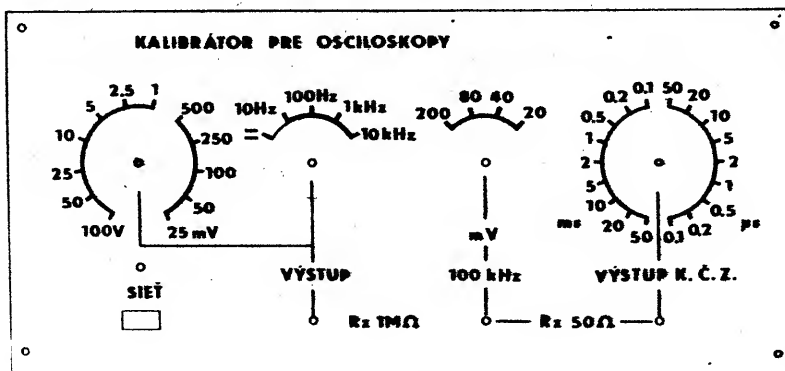 KALIBRÁTOR PRE OSCILOSKOPY
100V
50
25
10
5
2.5
1
500
250
100
50
25 mV
=
10Hz
100Hz
1 kHz
10kHz
200
80
40
20
50
20
10
5
2
1
0.5
0.2
0.1
ms
50
20
10
5
2
1
0.5
0.2
0.1
µs
SIEŤ
VÝSTUP
mV
100 kHz
VÝSTUP K. Č. Z.
Rz 1MΩ
Rz 50Ω